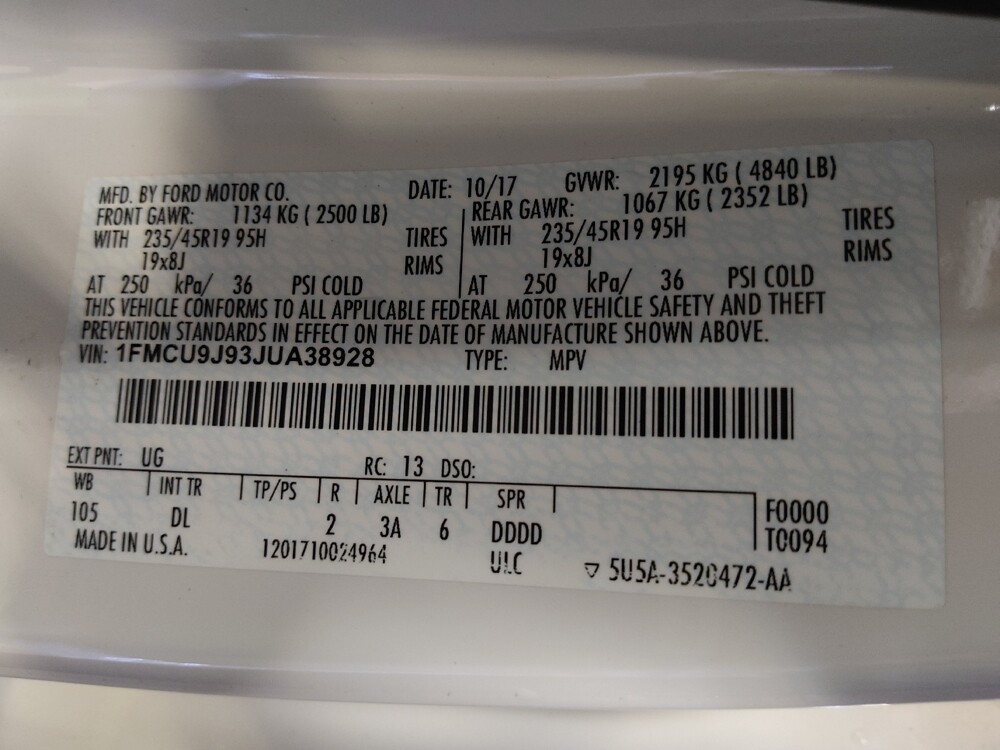 MFD. BY FORD MOTOR CO. DATE: 10/17 GVWR: 2195 KG ( 4840 LB)
FRONT GAWR: 1134 KG ( 2500 LB) REAR GAWR: 1067 KG ( 2352 LB)
WITH 235/45R19 95H TIRES WITH 235/45R19 95H TIRES
19x8J RIMS 19x8J RIMS
AT 250 kPa/ 36 PSI COLD AT 250 kPa/ 36 PSI COLD
THIS VEHICLE CONFORMS TO ALL APPLICABLE FEDERAL MOTOR VEHICLE SAFETY AND THEFT
PREVENTION STANDARDS IN EFFECT ON THE DATE OF MANUFACTURE SHOWN ABOVE.
VIN: 1FMCU9J93JUA38928 TYPE: MPV
EXT PNT: UG RC: 13 DSO:
WB INT TR TP/PS R AXLE TR SPR F0000
105 DL 2 3A 6 DDDD T0094
MADE IN U.S.A. 1201710024964 ULC ▽ 5U5A-3520472-AA